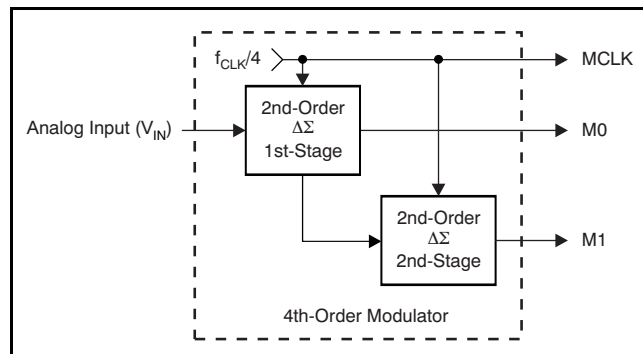 f_CLK/4
MCLK
2nd-Order
ΔΣ
1st-Stage
Analog Input (V_IN)
M0
2nd-Order
ΔΣ
2nd-Stage
M1
4th-Order Modulator